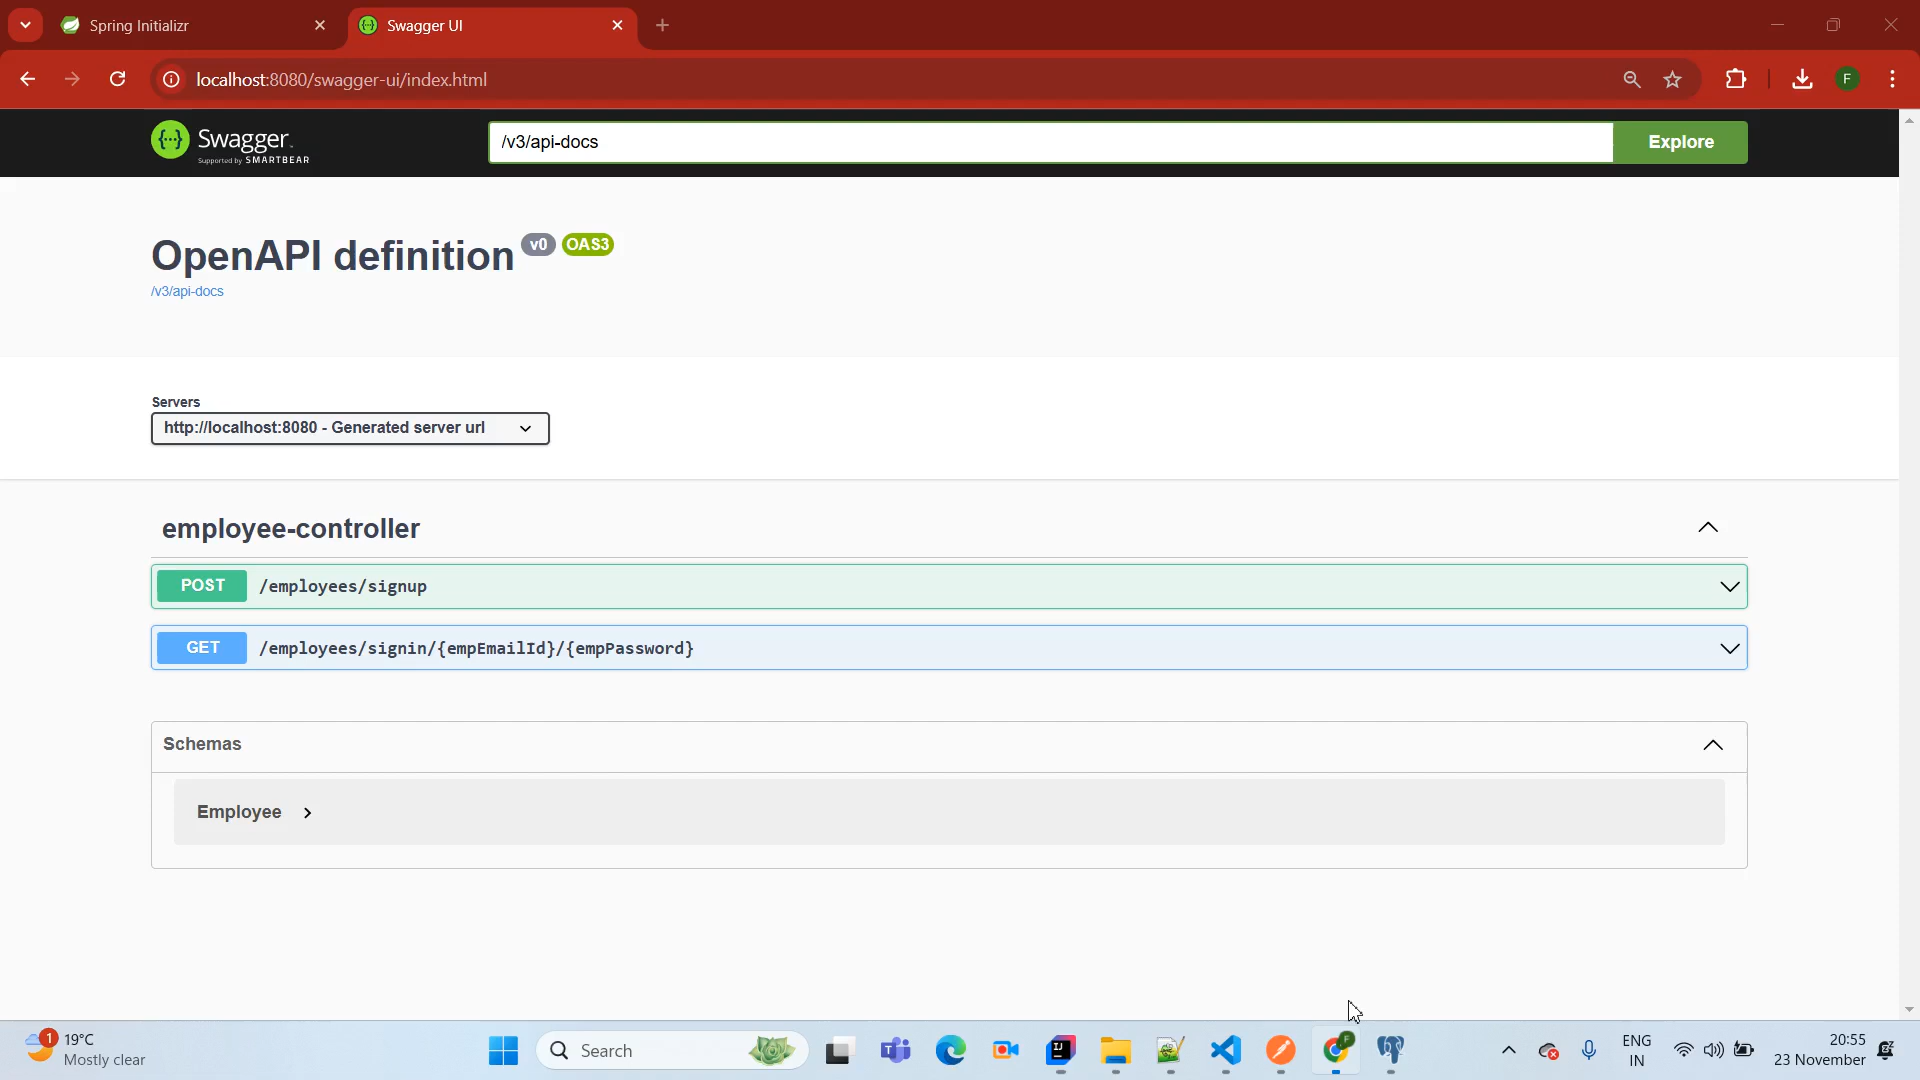 Spring Initializr
Swagger UI
localhost:8080/swagger-ui/index.html
F
Swagger.
Supported by SMARTBEAR
/v3/api-docs
Explore
OpenAPI definition v0 OAS3
/v3/api-docs
Servers
http://localhost:8080 - Generated server url
employee-controller
POST /employees/signup
GET /employees/signin/{empEmailId}/{empPassword}
Schemas
Employee
1
19°C
Mostly clear
Search
IJ
F
ENG
IN
20:55
23 November